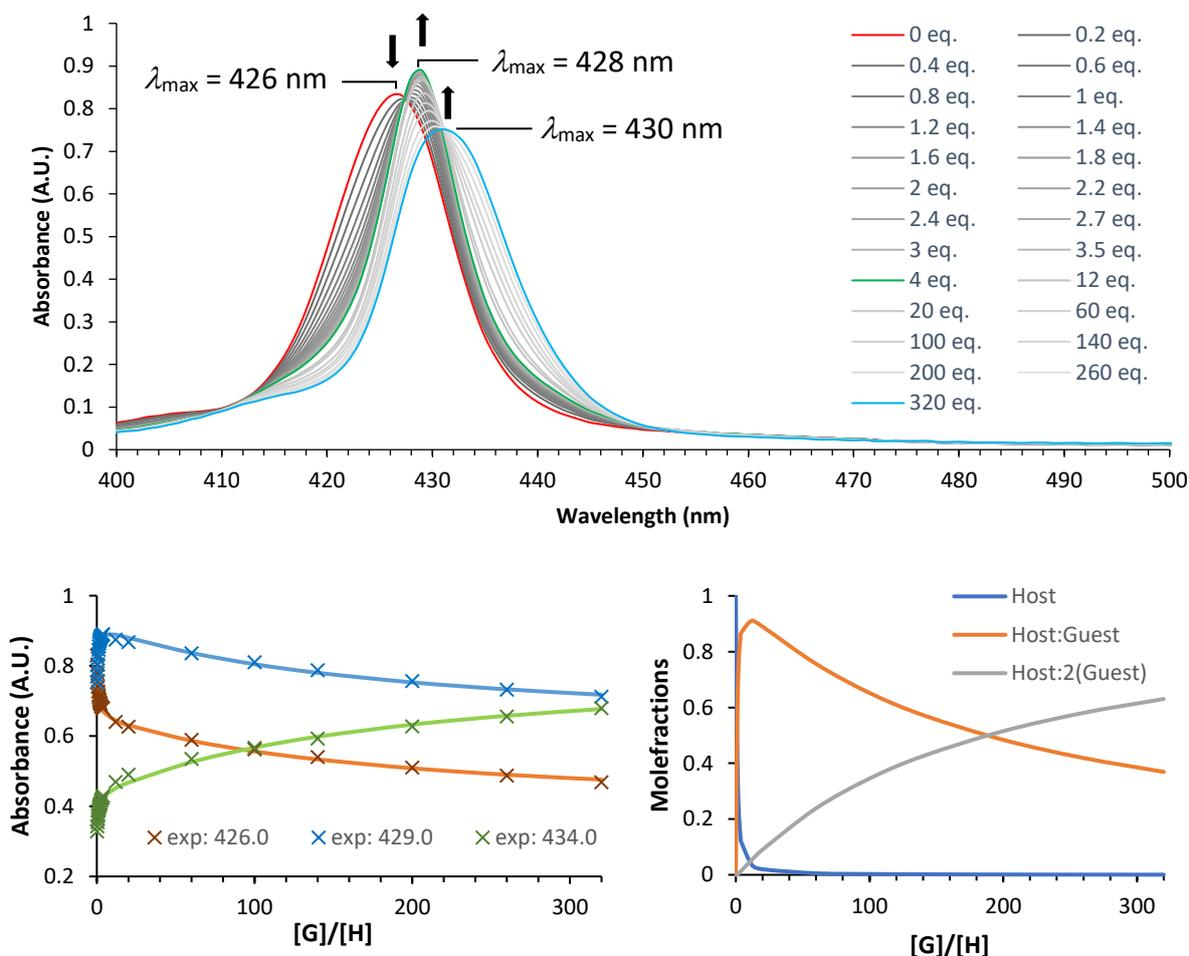 1
0.9
0.8
0.7
0.6
0.5
0.4
0.3
0.2
0.1
0
Absorbance (A.U.)
400 410 420 430 440 450 460 470 480 490 500
Wavelength (nm)
λmax = 426 nm
λmax = 428 nm
λmax = 430 nm
0 eq. 0.2 eq.
0.4 eq. 0.6 eq.
0.8 eq. 1 eq.
1.2 eq. 1.4 eq.
1.6 eq. 1.8 eq.
2 eq. 2.2 eq.
2.4 eq. 2.7 eq.
3 eq. 3.5 eq.
4 eq. 12 eq.
20 eq. 60 eq.
100 eq. 140 eq.
200 eq. 260 eq.
320 eq.
1
0.8
0.6
0.4
0.2
Absorbance (A.U.)
exp: 426.0 exp: 429.0 exp: 434.0
0 100 200 300
[G]/[H]
1
0.8
0.6
0.4
0.2
0
Molefractions
Host
Host:Guest
Host:2(Guest)
0 100 200 300
[G]/[H]